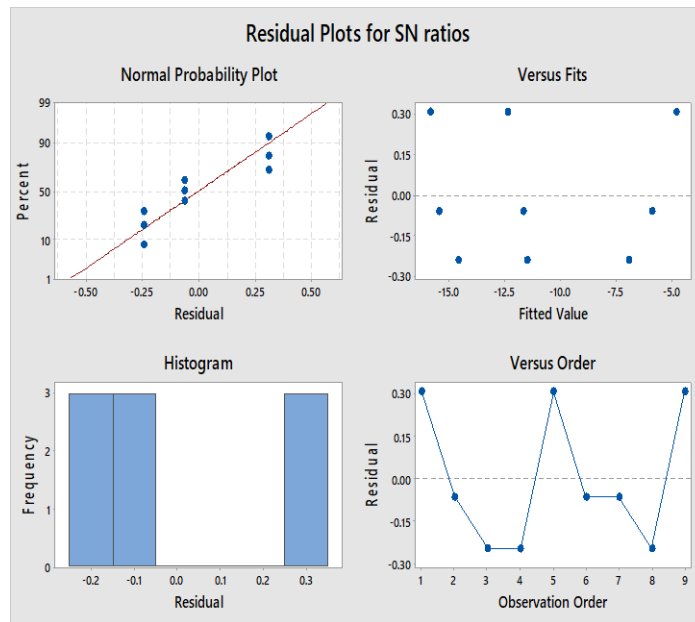 Residual Plots for SN ratios
Normal Probability Plot
Percent
99
90
50
10
1
-0.50 -0.25 0.00 0.25 0.50
Residual
Versus Fits
Residual
0.30
0.15
0.00
-0.15
-0.30
-15.0 -12.5 -10.0 -7.5 -5.0
Fitted Value
Histogram
Frequency
3
2
1
0
-0.2 -0.1 0.0 0.1 0.2 0.3
Residual
Versus Order
Residual
0.30
0.15
0.00
-0.15
-0.30
1 2 3 4 5 6 7 8 9
Observation Order